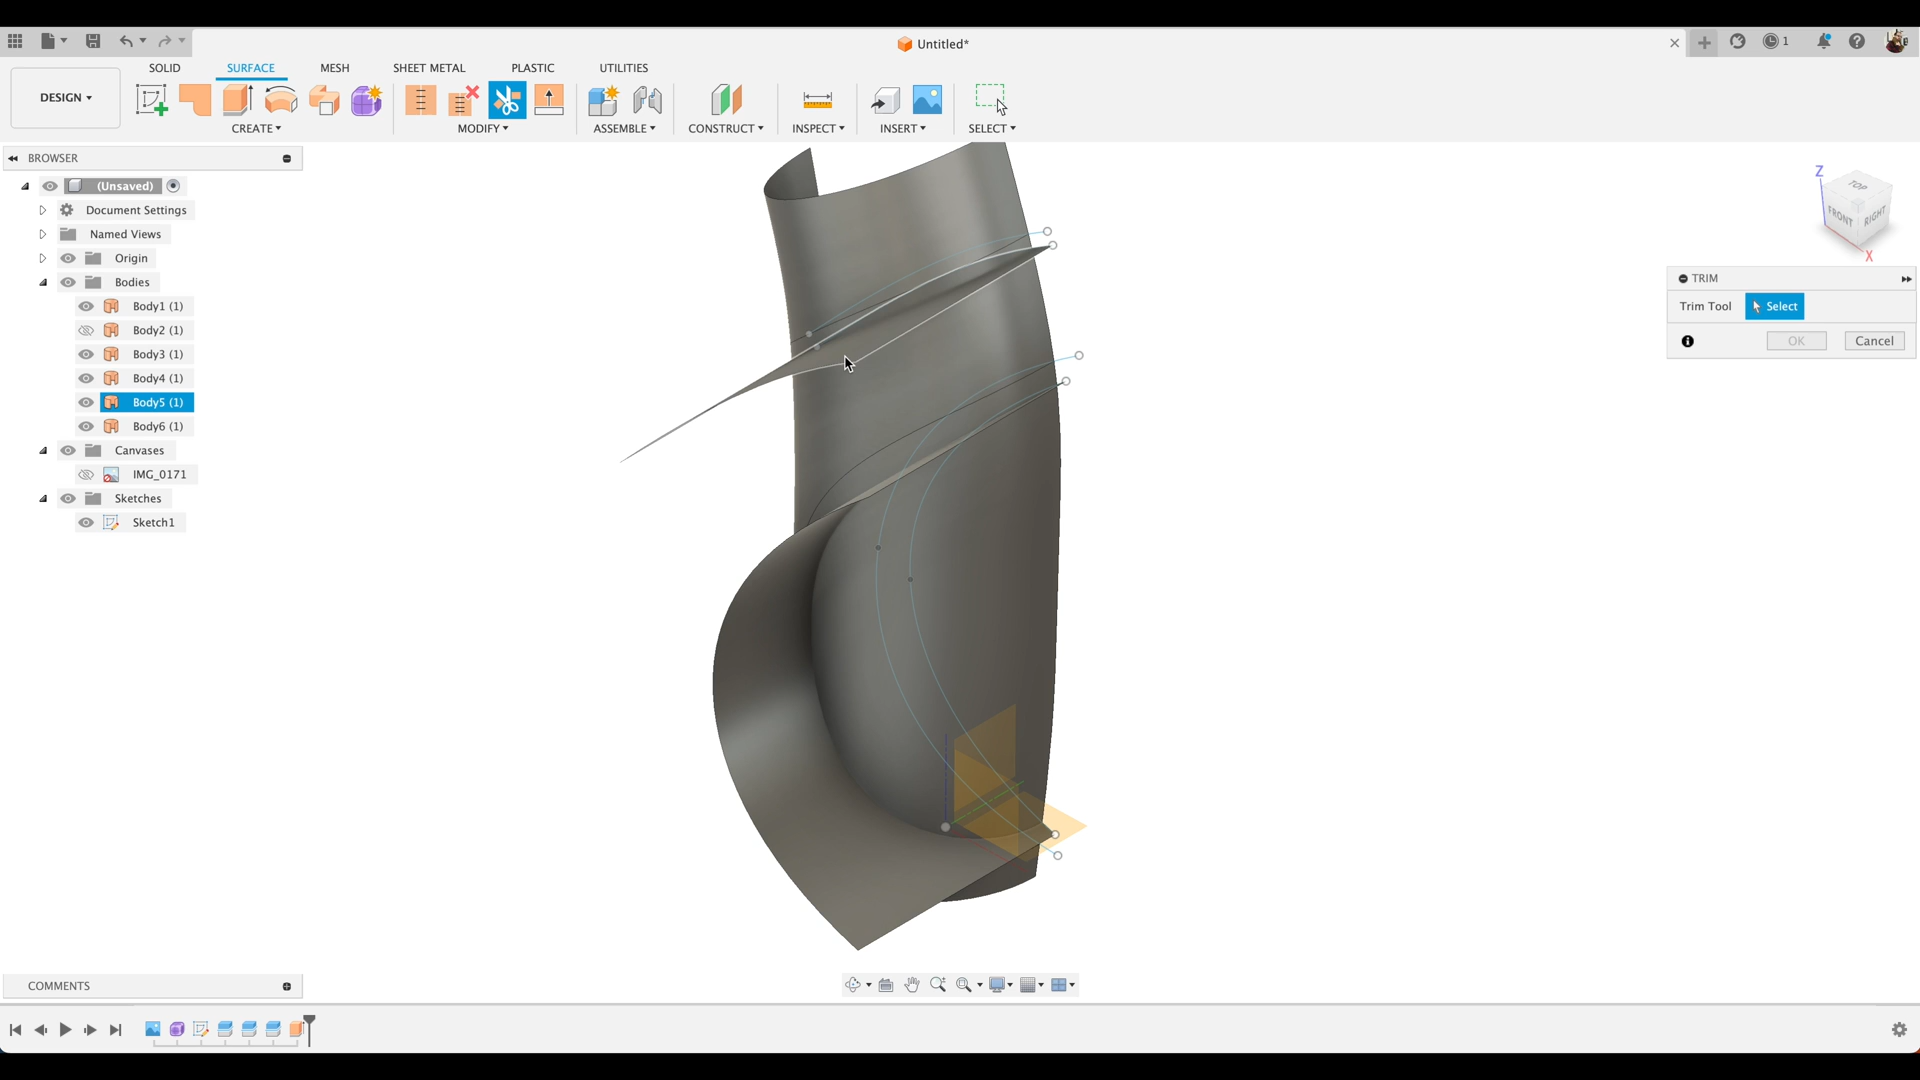 Untitled*
1
SOLID SURFACE MESH SHEET METAL PLASTIC UTILITIES
DESIGN
CREATE MODIFY ASSEMBLE CONSTRUCT INSPECT INSERT SELECT
BROWSER
(Unsaved)
Document Settings
Named Views
Origin
Bodies
Body1 (1)
Body2 (1)
Body3 (1)
Body4 (1)
Body5 (1)
Body6 (1)
Canvases
IMG_0171
Sketches
Sketch1
Z
TOP
FRONT RIGHT
X
TRIM
Trim Tool Select
OK Cancel
COMMENTS